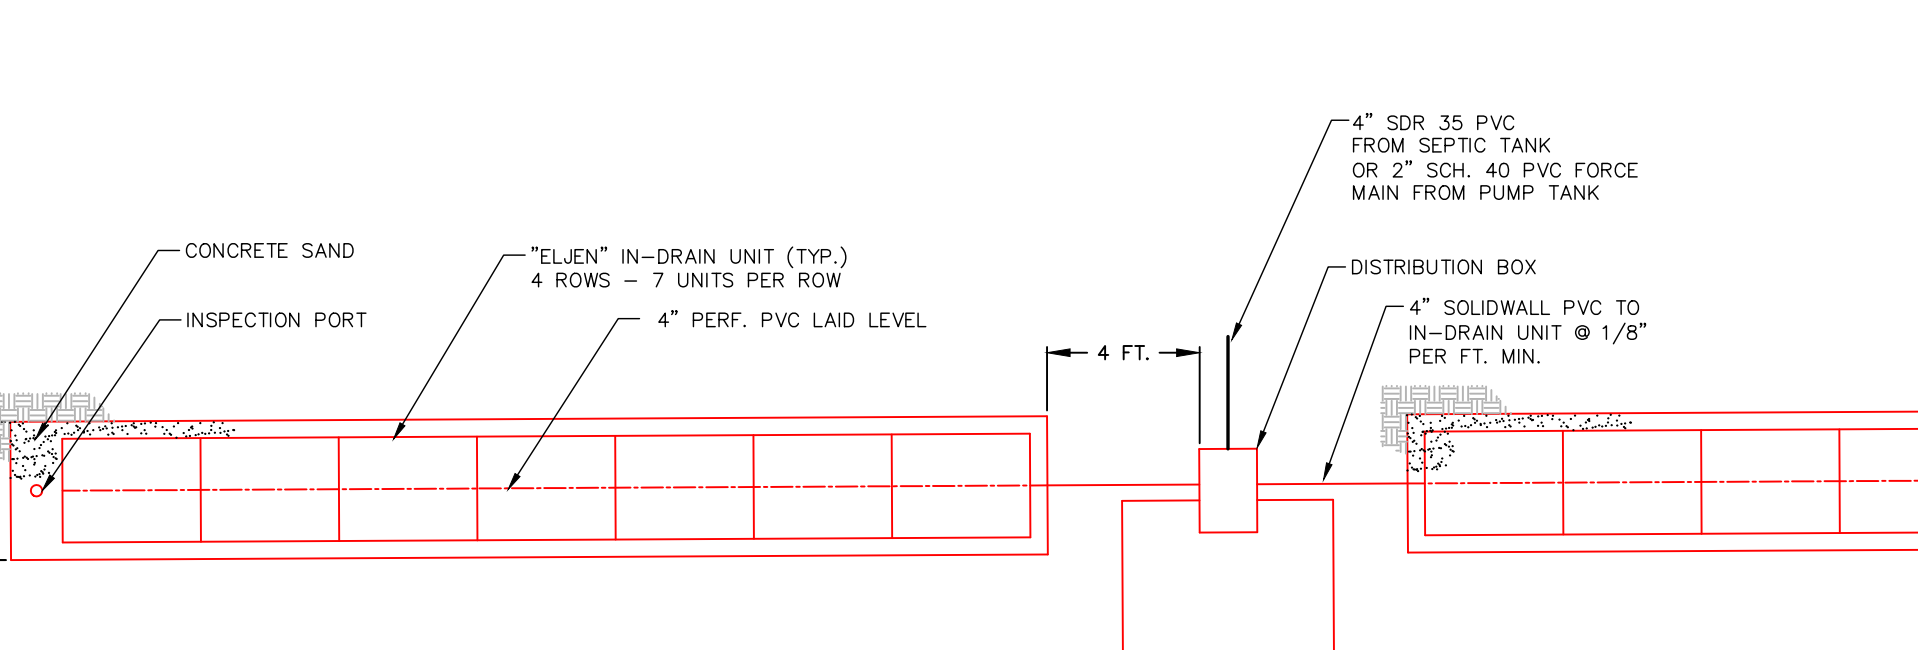 4” SDR 35 PVC
FROM SEPTIC TANK
OR 2” SCH. 40 PVC FORCE
MAIN FROM PUMP TANK
CONCRETE SAND
INSPECTION PORT
”ELJEN” IN–DRAIN UNIT (TYP.)
4 ROWS – 7 UNITS PER ROW
4” PERF. PVC LAID LEVEL
4 FT.
DISTRIBUTION BOX
4” SOLIDWALL PVC TO
IN–DRAIN UNIT @ 1/8”
PER FT. MIN.